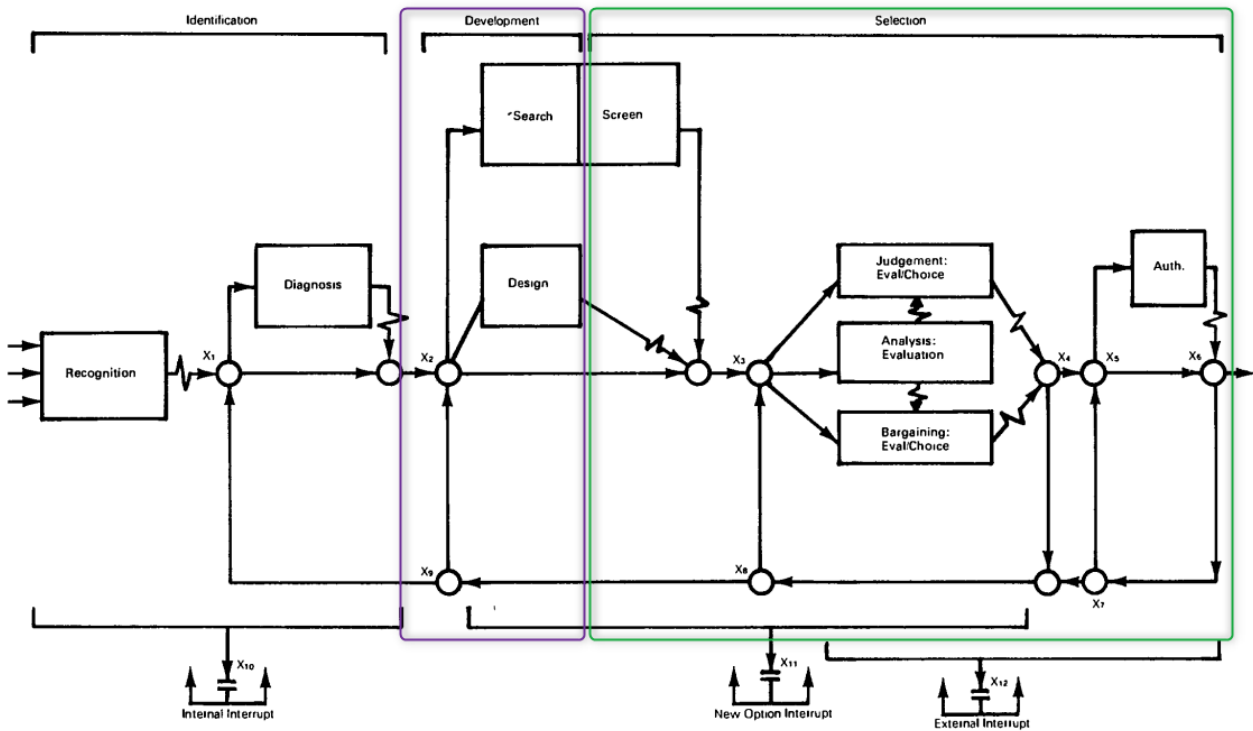 Identification
Development
Selection
Search
Screen
Diagnosis
Design
Judgement:
Eval/Choice
Auth.
X1
X2
X3
Analysis:
Evaluation
X4
X5
X6
Recognition
Bargaining:
Eval/Choice
X9
X8
X7
X10
X11
X12
Internal Interrupt
New Option Interrupt
External Interrupt